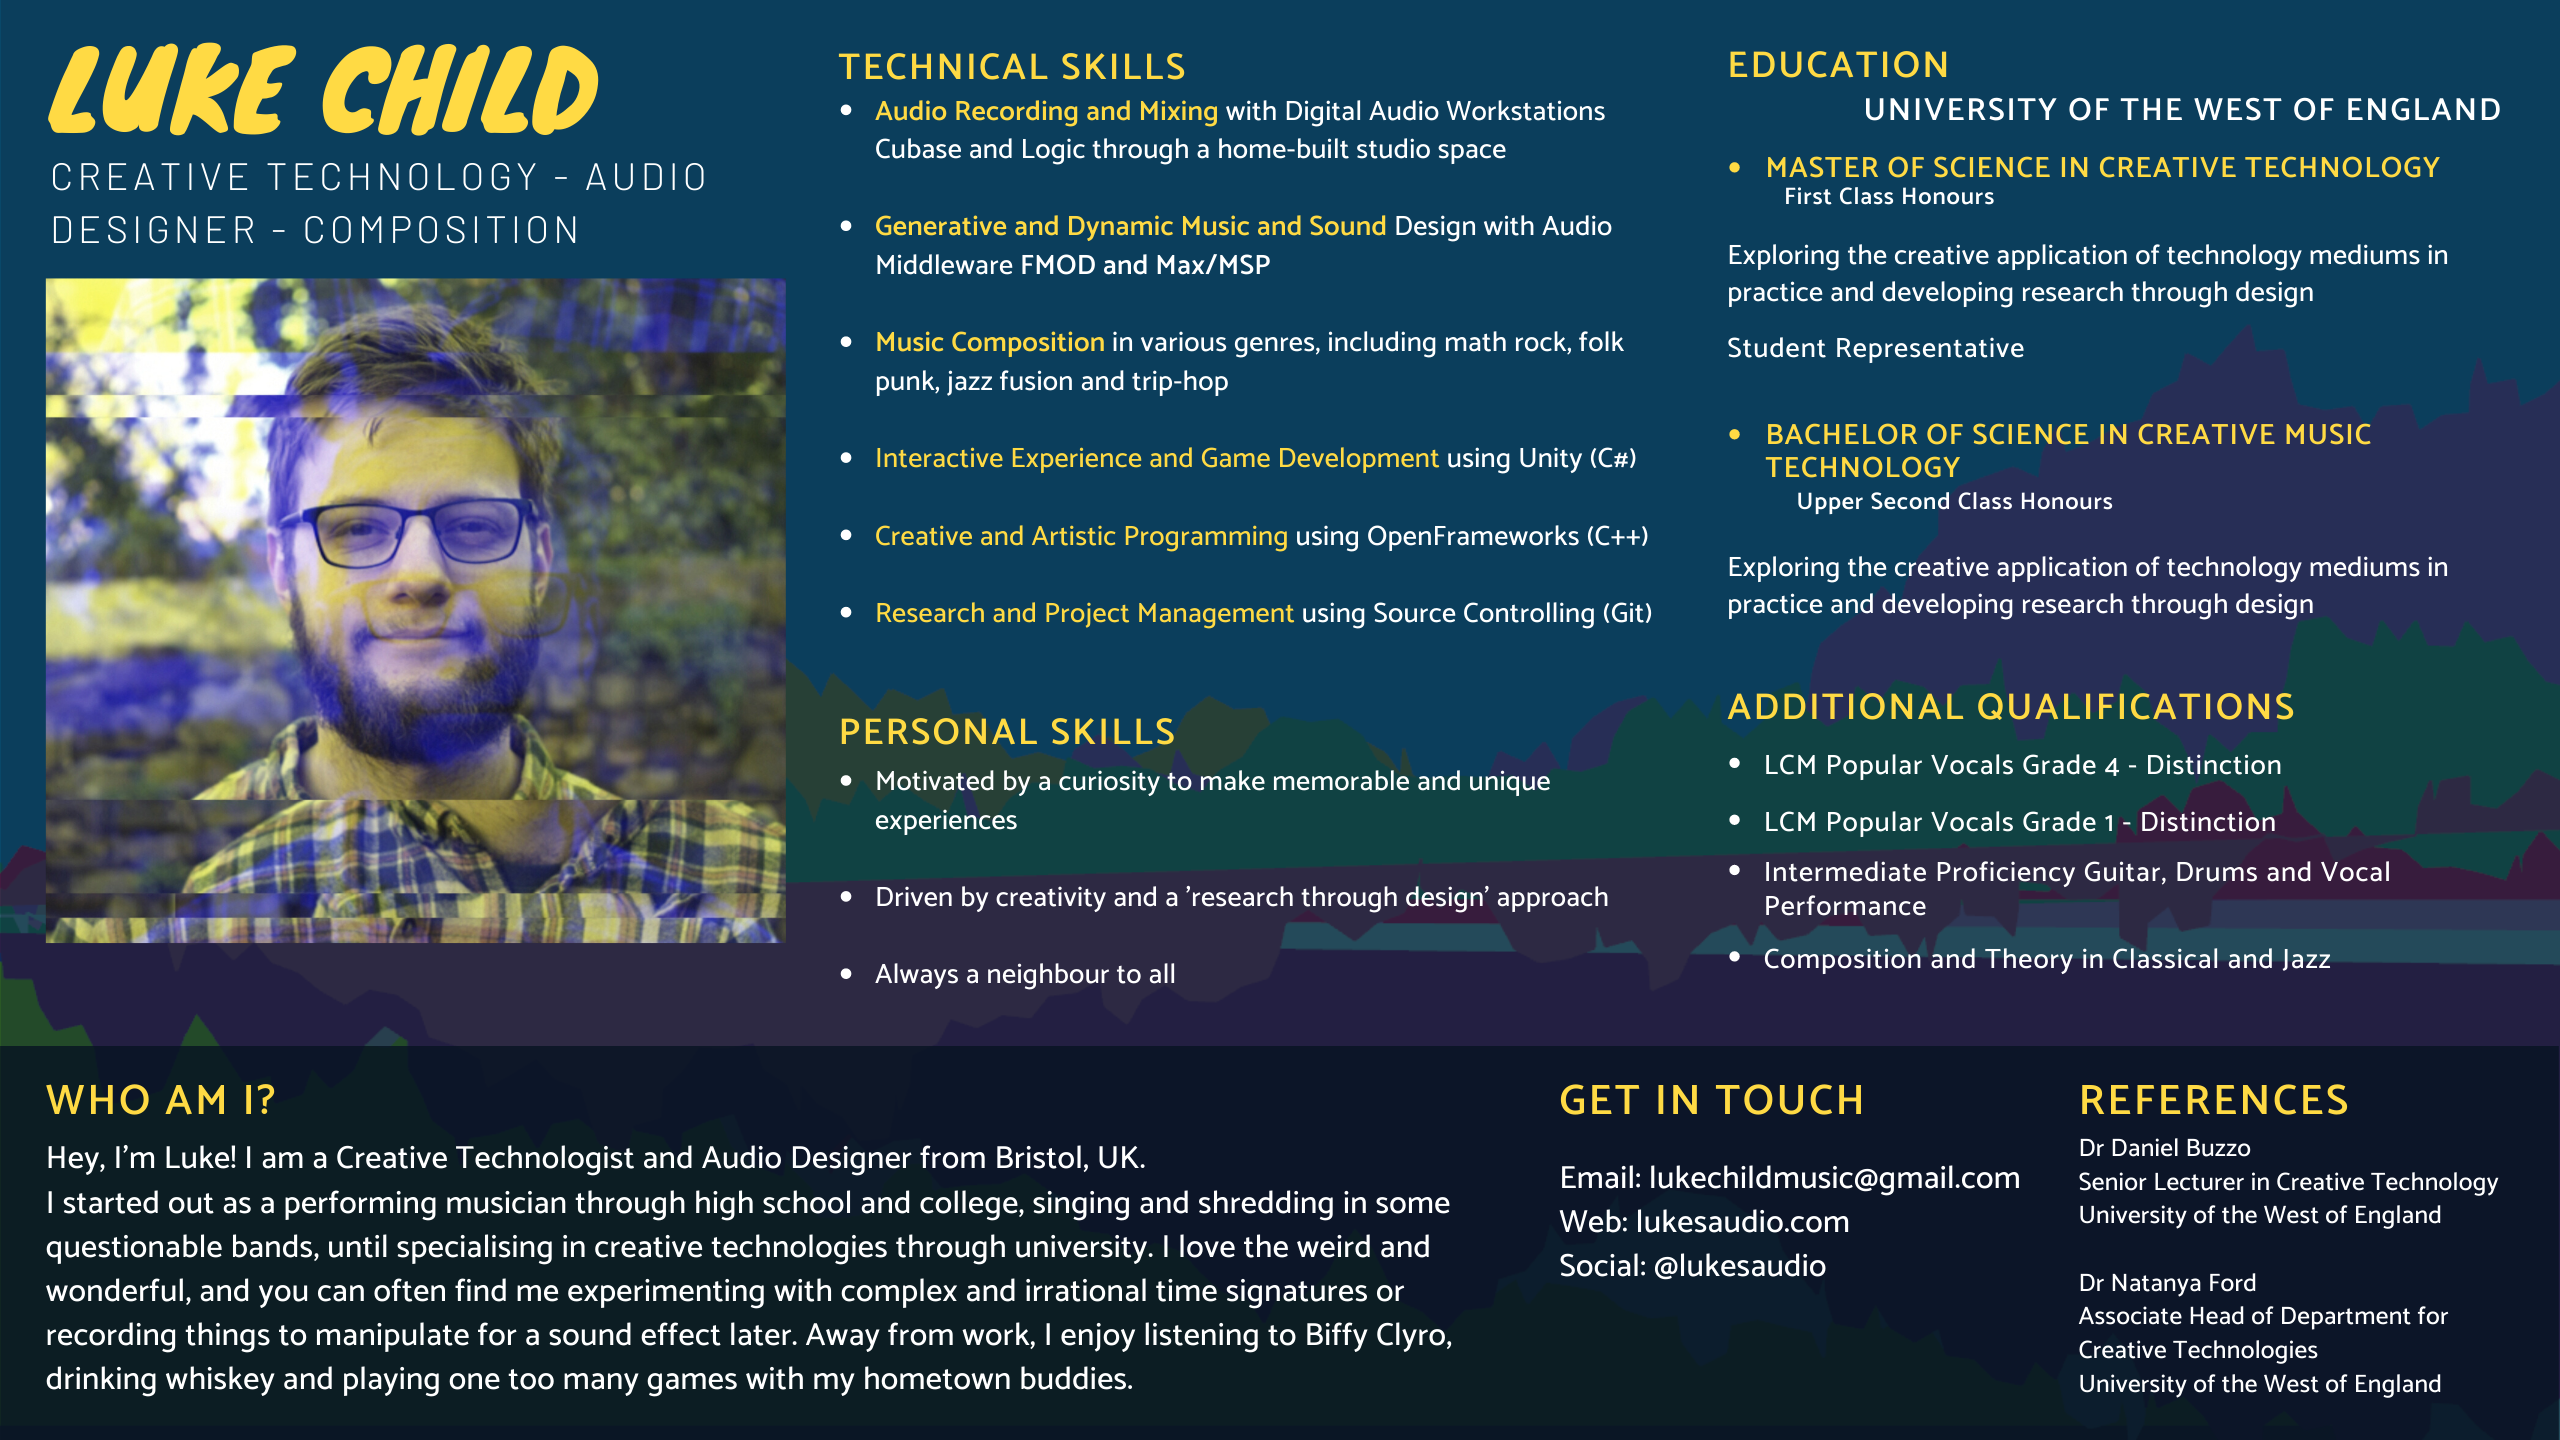 LUKE CHILD
CREATIVE TECHNOLOGY - AUDIO
DESIGNER - COMPOSITION
TECHNICAL SKILLS
• Audio Recording and Mixing with Digital Audio Workstations
Cubase and Logic through a home-built studio space
• Generative and Dynamic Music and Sound Design with Audio
Middleware FMOD and Max/MSP
• Music Composition in various genres, including math rock, folk
punk, jazz fusion and trip-hop
• Interactive Experience and Game Development using Unity (C#)
• Creative and Artistic Programming using OpenFrameworks (C++)
• Research and Project Management using Source Controlling (Git)
PERSONAL SKILLS
• Motivated by a curiosity to make memorable and unique
experiences
• Driven by creativity and a 'research through design' approach
• Always a neighbour to all
EDUCATION
UNIVERSITY OF THE WEST OF ENGLAND
• MASTER OF SCIENCE IN CREATIVE TECHNOLOGY
First Class Honours
Exploring the creative application of technology mediums in
practice and developing research through design
Student Representative
• BACHELOR OF SCIENCE IN CREATIVE MUSIC
TECHNOLOGY
Upper Second Class Honours
Exploring the creative application of technology mediums in
practice and developing research through design
ADDITIONAL QUALIFICATIONS
• LCM Popular Vocals Grade 4 - Distinction
• LCM Popular Vocals Grade 1 - Distinction
• Intermediate Proficiency Guitar, Drums and Vocal
Performance
• Composition and Theory in Classical and Jazz
WHO AM I?
Hey, I'm Luke! I am a Creative Technologist and Audio Designer from Bristol, UK.
I started out as a performing musician through high school and college, singing and shredding in some
questionable bands, until specialising in creative technologies through university. I love the weird and
wonderful, and you can often find me experimenting with complex and irrational time signatures or
recording things to manipulate for a sound effect later. Away from work, I enjoy listening to Biffy Clyro,
drinking whiskey and playing one too many games with my hometown buddies.
GET IN TOUCH
Email: lukechildmusic@gmail.com
Web: lukesaudio.com
Social: @lukesaudio
REFERENCES
Dr Daniel Buzzo
Senior Lecturer in Creative Technology
University of the West of England
Dr Natanya Ford
Associate Head of Department for
Creative Technologies
University of the West of England